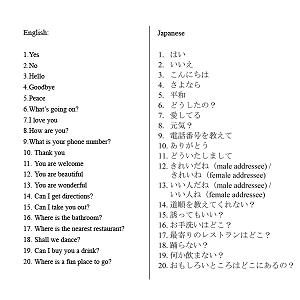 English:
1.Yes
2.No
3.Hello
4.Goodbye
5.Peace
6.What's going on?
7.I love you
8.How are you?
9.What is your phone number?
10. Thank you
11. You are welcome
12. You are beautiful
13. You are wonderful
14. Can I get directions?
15. Can I take you out?
16. Where is the bathroom?
17. Where is the nearest restaurant?
18. Shall we dance?
19. Can I buy you a drink?
20. Where is a fun place to go?
Japanese
1. はい
2. いいえ
3. こんにちは
4. さよなら
5. 平和
6. どうしたの？
7. 愛してる
8. 元気？
9. 電話番号を教えて
10. ありがとう
11. どういたしまして
12. きれいだね（male addressee) /
きれいね（female addressee)
13. いい人だね（male addressee) /
いい人ね（female addressee)
14. 道順を教えてくれない？
15. 誘ってもいい？
16. お手洗いはどこ？
17. 最寄りのレストランはどこ？
18. 踊らない？
19. 何か飲まない？
20. おもしろいところはどこにあるの？